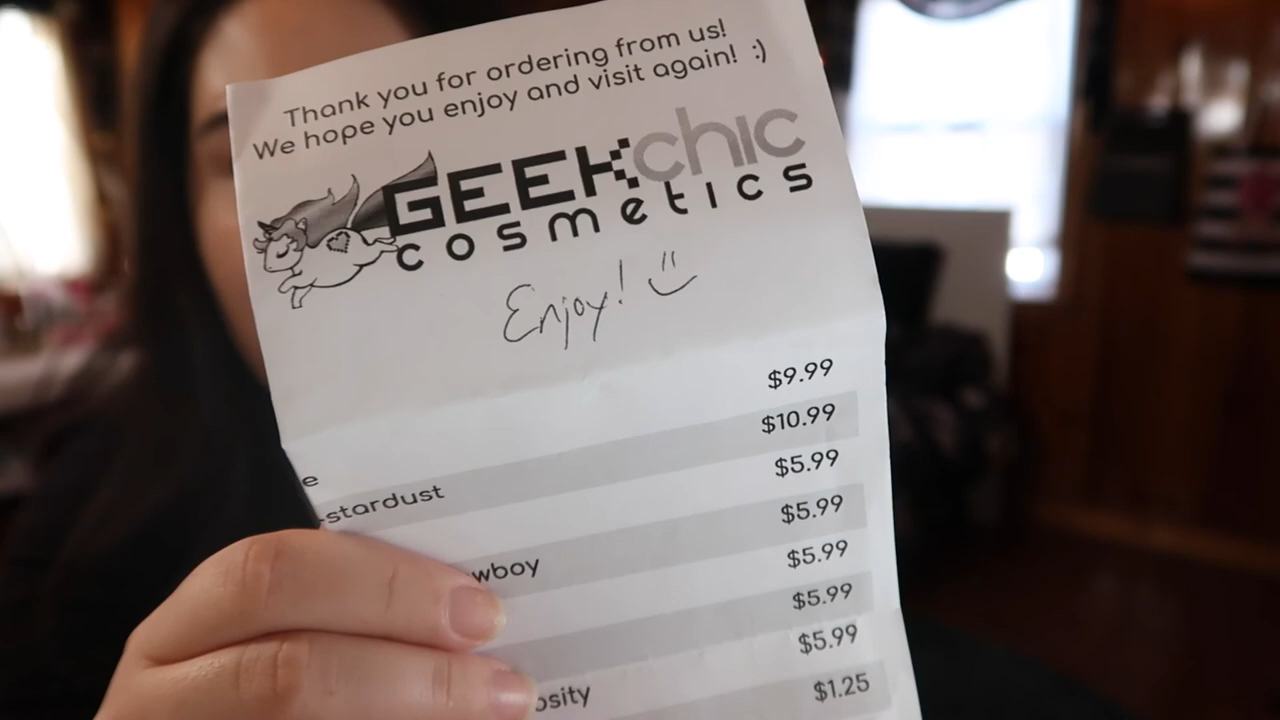 Thank you for ordering from us!
We hope you enjoy and visit again! :)
GEEKchic
cosmetics
Enjoy! :)
$9.99
e $10.99
-stardust $5.99
$5.99
wboy $5.99
$5.99
$5.99
osity $1.25